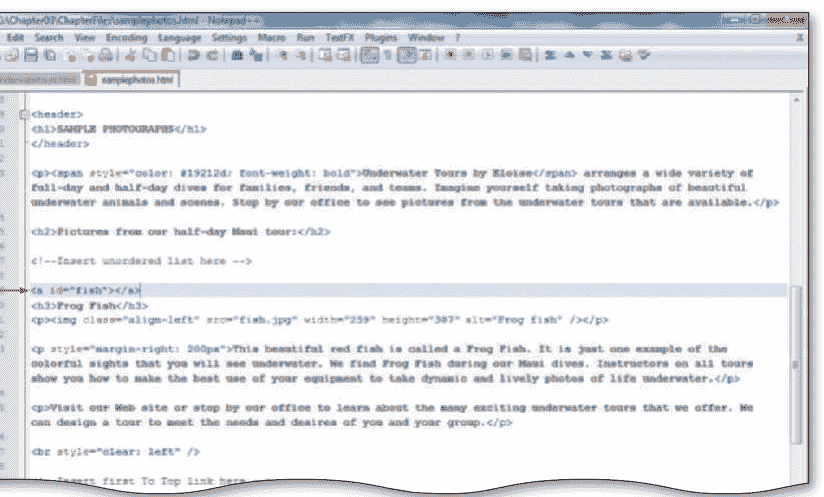 \Chapter03\ChapterFiles\samplephotos.html - Notepad++
Edit Search View Encoding Language Settings Macro Run TextFX Plugins Window ? X
samplephotos.html
<header>
<h1>SAMPLE PHOTOGRAPHS</h1>
</header>
<p><span style="color: #19212d; font-weight: bold">Underwater Tours by Eloise</span> arranges a wide variety of
full-day and half-day dives for families, friends, and teams. Imagine yourself taking photographs of beautiful
underwater animals and scenes. Stop by our office to see pictures from the underwater tours that are available.</p>
<h2>Pictures from our half-day Maui tour:</h2>
<!--Insert unordered list here -->
<a id="fish"></a>
<h3>Frog Fish</h3>
<p><img class="align-left" src="fish.jpg" width="259" height="387" alt="Frog fish" /></p>
<p style="margin-right: 200px">This beautiful red fish is called a Frog Fish. It is just one example of the
colorful sights that you will see underwater. We find Frog Fish during our Maui dives. Instructors on all tours
show you how to make the best use of your equipment to take dynamic and lively photos of life underwater.</p>
<p>Visit our Web site or stop by our office to learn about the many exciting underwater tours that we offer. We
can design a tour to meet the needs and desires of you and your group.</p>
<br style="clear: left" />
Insert first To Top link here